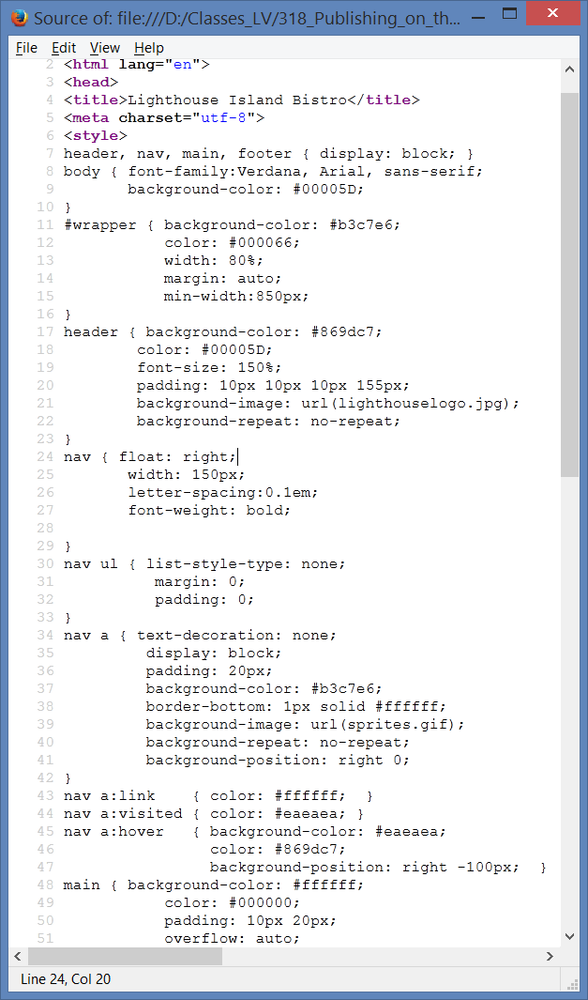 Source of: file:///D:/Classes_LV/318_Publishing_on_th...
File Edit View Help
2 <html lang="en">
3 <head>
4 <title>Lighthouse Island Bistro</title>
5 <meta charset="utf-8">
6 <style>
7 header, nav, main, footer { display: block; }
8 body { font-family:Verdana, Arial, sans-serif;
9 background-color: #00005D;
10 }
11 #wrapper { background-color: #b3c7e6;
12 color: #000066;
13 width: 80%;
14 margin: auto;
15 min-width:850px;
16 }
17 header { background-color: #869dc7;
18 color: #00005D;
19 font-size: 150%;
20 padding: 10px 10px 10px 155px;
21 background-image: url(lighthouselogo.jpg);
22 background-repeat: no-repeat;
23 }
24 nav { float: right;
25 width: 150px;
26 letter-spacing:0.1em;
27 font-weight: bold;
28
29 }
30 nav ul { list-style-type: none;
31 margin: 0;
32 padding: 0;
33 }
34 nav a { text-decoration: none;
35 display: block;
36 padding: 20px;
37 background-color: #b3c7e6;
38 border-bottom: 1px solid #ffffff;
39 background-image: url(sprites.gif);
40 background-repeat: no-repeat;
41 background-position: right 0;
42 }
43 nav a:link { color: #ffffff; }
44 nav a:visited { color: #eaeaea; }
45 nav a:hover { background-color: #eaeaea;
46 color: #869dc7;
47 background-position: right -100px; }
48 main { background-color: #ffffff;
49 color: #000000;
50 padding: 10px 20px;
51 overflow: auto;
Line 24, Col 20